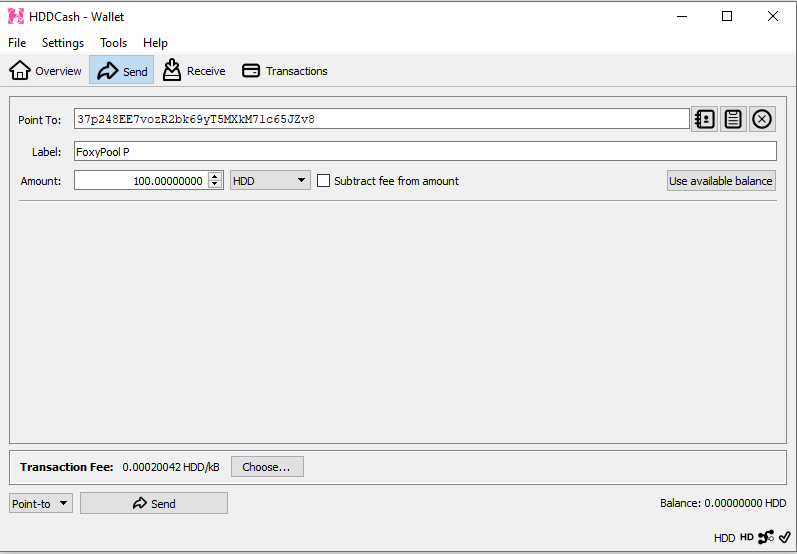 HDDCash - Wallet
File Settings Tools Help
Overview Send Receive Transactions
Point To: 37p248EE7vozR2bk69yT5MXkM71c65JZv8
Label: FoxyPool P
Amount: 100.00000000 HDD Subtract fee from amount Use available balance
Transaction Fee: 0.00020042 HDD/kB Choose...
Point-to Send Balance: 0.00000000 HDD
HDD HD